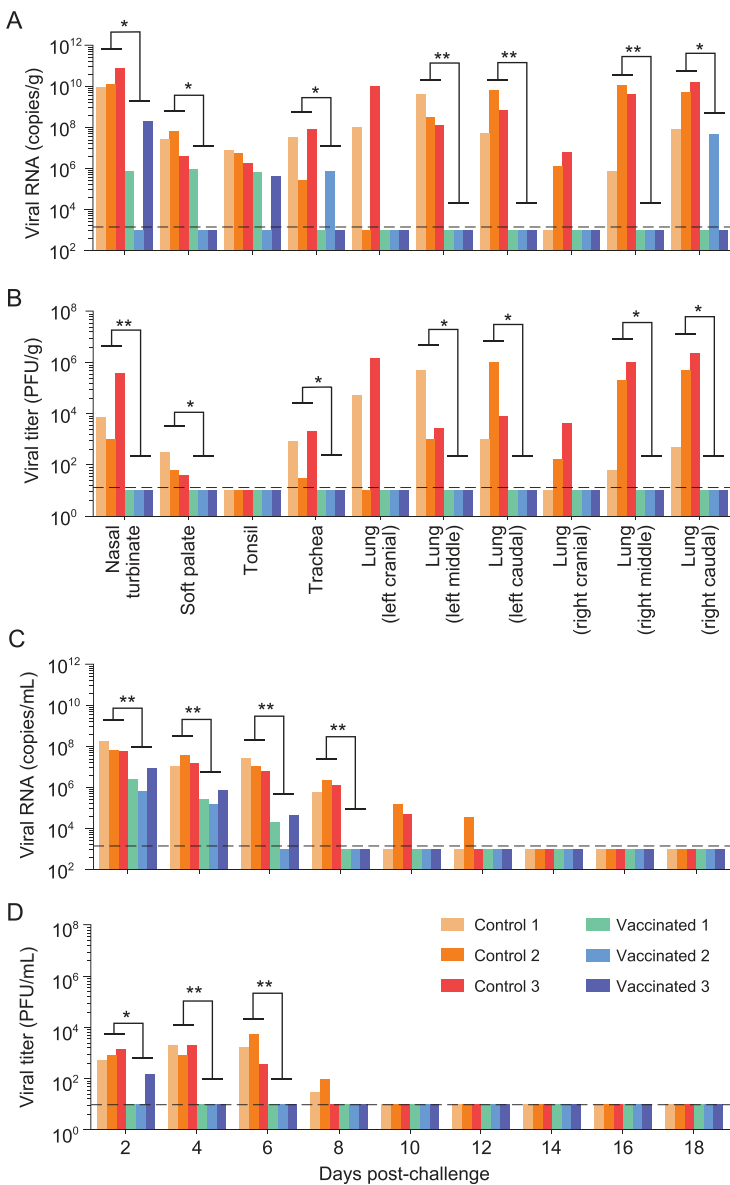 A
Viral RNA (copies/g)
10¹²
10¹⁰
10⁸
10⁶
10⁴
10²
* * * ** ** ** *
B
Viral titer (PFU/g)
10⁸
10⁶
10⁴
10²
10⁰
** * * * * * *
Nasal
turbinate
Soft palate
Tonsil
Trachea
Lung
(left cranial)
Lung
(left middle)
Lung
(left caudal)
Lung
(right cranial)
Lung
(right middle)
Lung
(right caudal)
C
Viral RNA (copies/mL)
10¹²
10¹⁰
10⁸
10⁶
10⁴
10²
** ** ** **
D
Viral titer (PFU/mL)
10⁸
10⁶
10⁴
10²
10⁰
* ** **
Control 1
Control 2
Control 3
Vaccinated 1
Vaccinated 2
Vaccinated 3
2 4 6 8 10 12 14 16 18
Days post-challenge